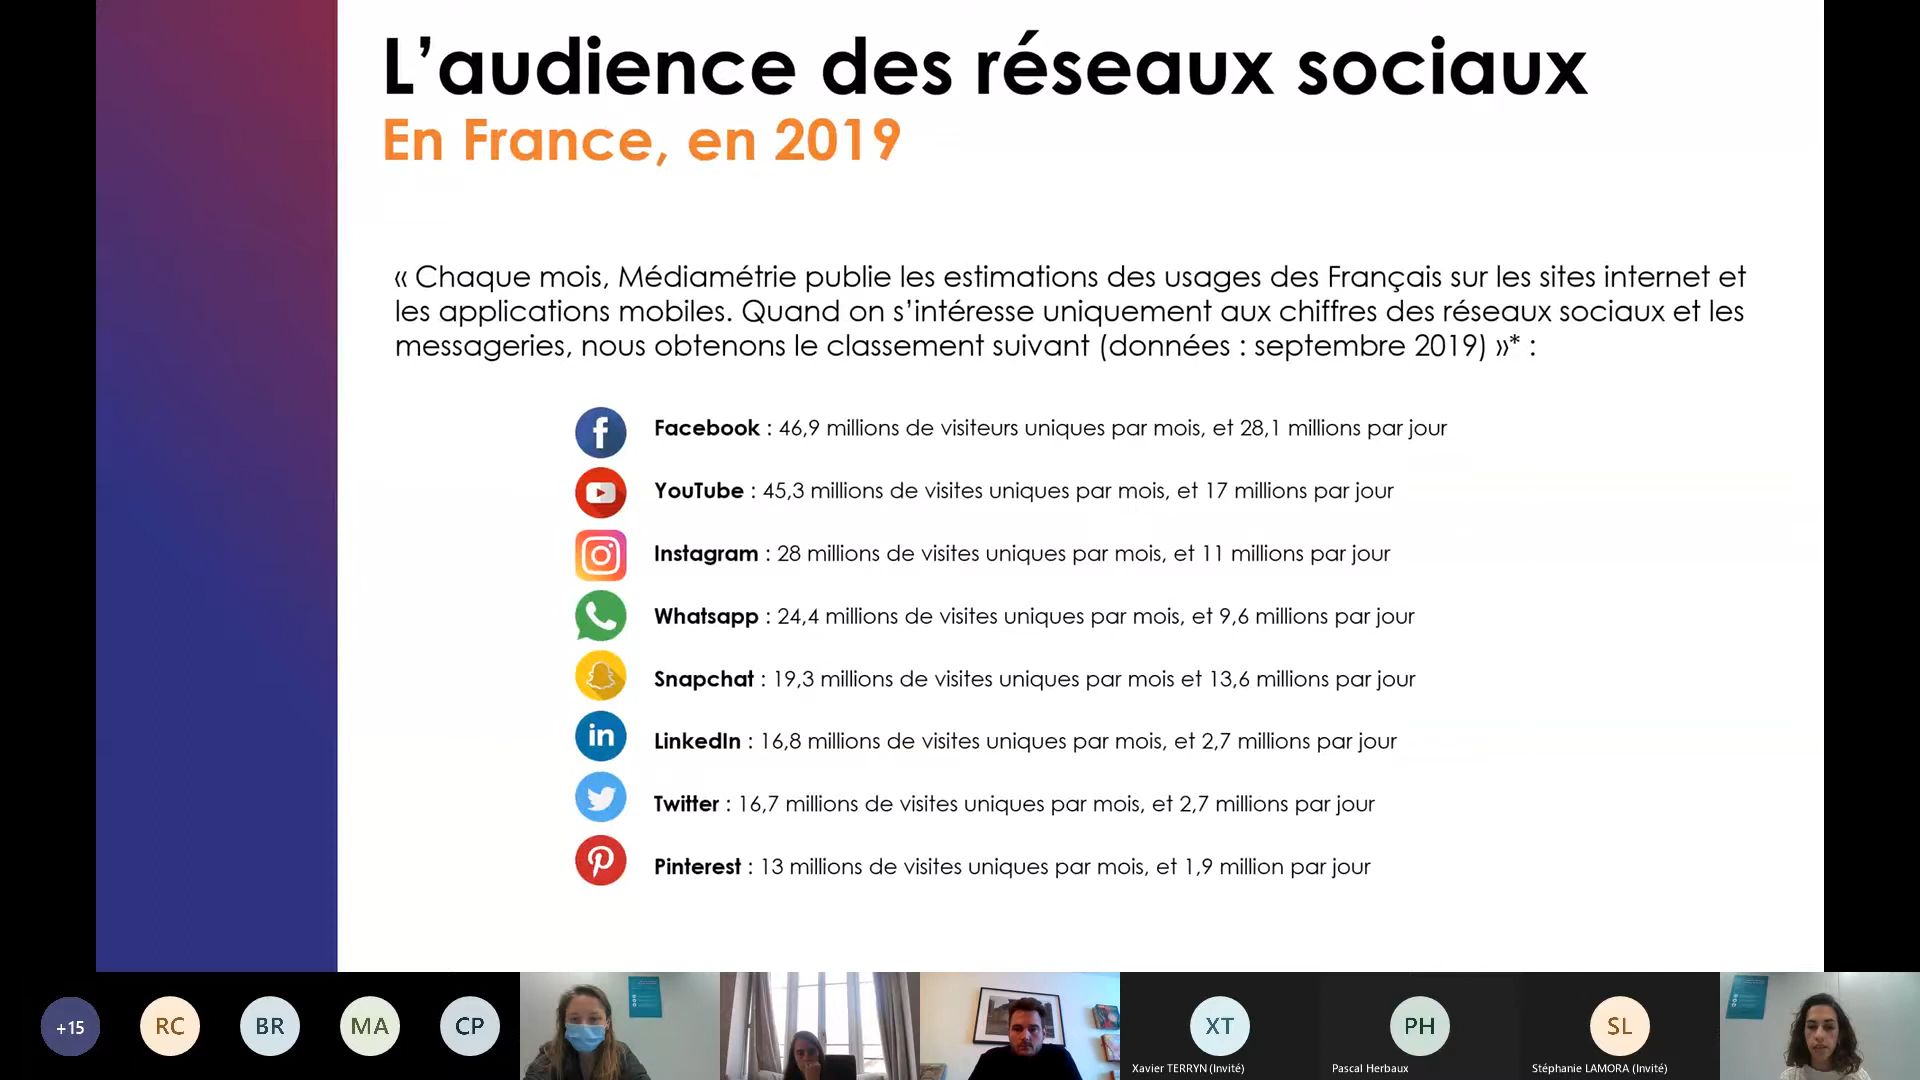 L’audience des réseaux sociaux
En France, en 2019
« Chaque mois, Médiamétrie publie les estimations des usages des Français sur les sites internet et
les applications mobiles. Quand on s’intéresse uniquement aux chiffres des réseaux sociaux et les
messageries, nous obtenons le classement suivant (données : septembre 2019) »* :
Facebook : 46,9 millions de visiteurs uniques par mois, et 28,1 millions par jour
YouTube : 45,3 millions de visites uniques par mois, et 17 millions par jour
Instagram : 28 millions de visites uniques par mois, et 11 millions par jour
Whatsapp : 24,4 millions de visites uniques par mois, et 9,6 millions par jour
Snapchat : 19,3 millions de visites uniques par mois et 13,6 millions par jour
in
LinkedIn : 16,8 millions de visites uniques par mois, et 2,7 millions par jour
Twitter : 16,7 millions de visites uniques par mois, et 2,7 millions par jour
Pinterest : 13 millions de visites uniques par mois, et 1,9 million par jour
+15
RC
BR
MA
CP
XT
PH
SL
Xavier TERRYN (Invité)
Pascal Herbaux
Stéphanie LAMORA (Invité)